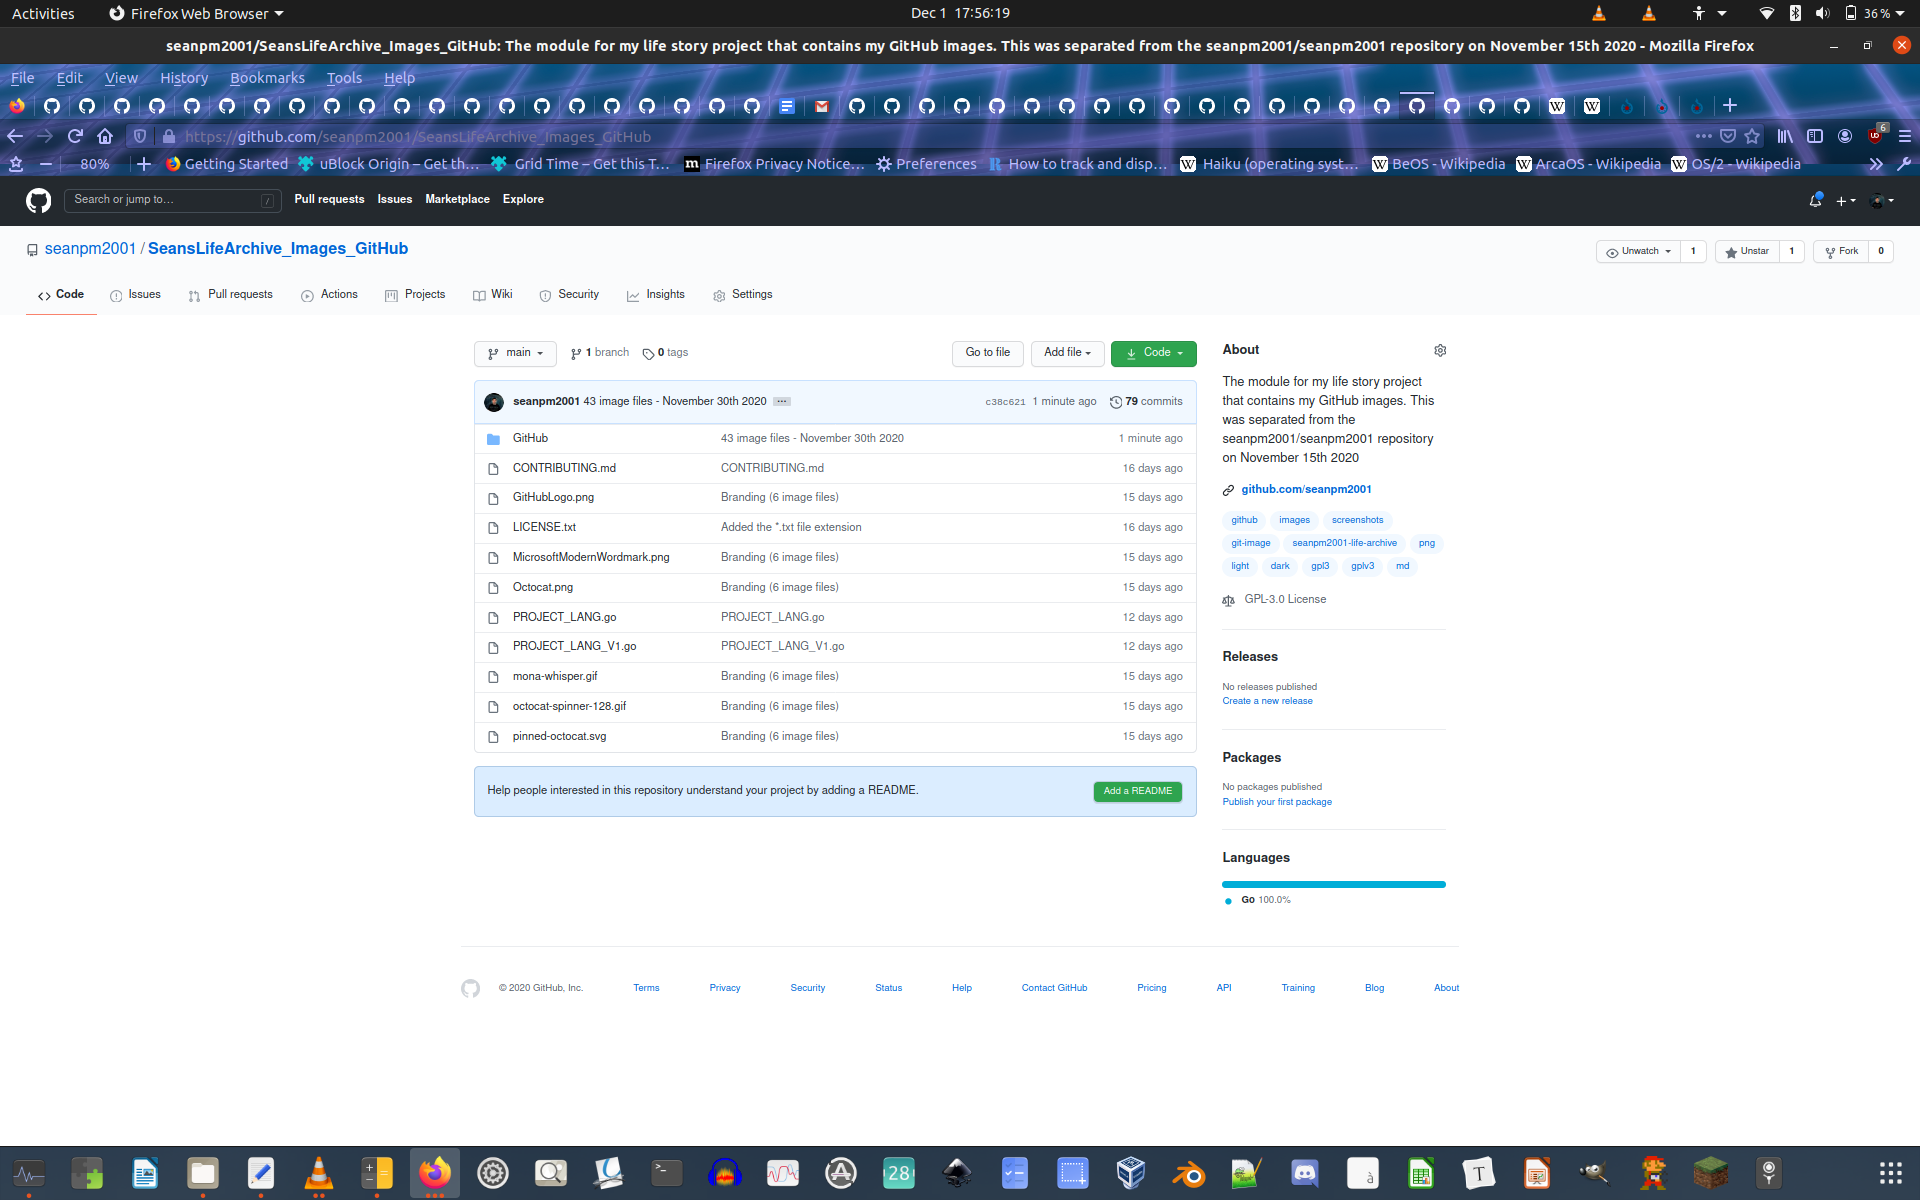 Activities Firefox Web Browser Dec 1 17:56:19 36 %
seanpm2001/SeansLifeArchive_Images_GitHub: The module for my life story project that contains my GitHub images. This was separated from the seanpm2001/seanpm2001 repository on November 15th 2020 - Mozilla Firefox
File Edit View History Bookmarks Tools Help
https://github.com/seanpm2001/SeansLifeArchive_Images_GitHub 6
80% Getting Started uBlock Origin – Get th… Grid Time – Get this T… Firefox Privacy Notice… Preferences How to track and disp… Haiku (operating syst… BeOS - Wikipedia ArcaOS - Wikipedia OS/2 - Wikipedia
Search or jump to… / Pull requests Issues Marketplace Explore
seanpm2001 / SeansLifeArchive_Images_GitHub Unwatch 1 Unstar 1 Fork 0
Code Issues Pull requests Actions Projects Wiki Security Insights Settings
main 1 branch 0 tags Go to file Add file Code
seanpm2001 43 image files - November 30th 2020 … c38c621 1 minute ago 79 commits
GitHub 43 image files - November 30th 2020 1 minute ago
CONTRIBUTING.md CONTRIBUTING.md 16 days ago
GitHubLogo.png Branding (6 image files) 15 days ago
LICENSE.txt Added the *.txt file extension 16 days ago
MicrosoftModernWordmark.png Branding (6 image files) 15 days ago
Octocat.png Branding (6 image files) 15 days ago
PROJECT_LANG.go PROJECT_LANG.go 12 days ago
PROJECT_LANG_V1.go PROJECT_LANG_V1.go 12 days ago
mona-whisper.gif Branding (6 image files) 15 days ago
octocat-spinner-128.gif Branding (6 image files) 15 days ago
pinned-octocat.svg Branding (6 image files) 15 days ago
Help people interested in this repository understand your project by adding a README. Add a README
About
The module for my life story project
that contains my GitHub images. This
was separated from the
seanpm2001/seanpm2001 repository
on November 15th 2020
github.com/seanpm2001
github images screenshots
git-image seanpm2001-life-archive png
light dark gpl3 gplv3 md
GPL-3.0 License
Releases
No releases published
Create a new release
Packages
No packages published
Publish your first package
Languages
Go 100.0%
© 2020 GitHub, Inc. Terms Privacy Security Status Help Contact GitHub Pricing API Training Blog About
28